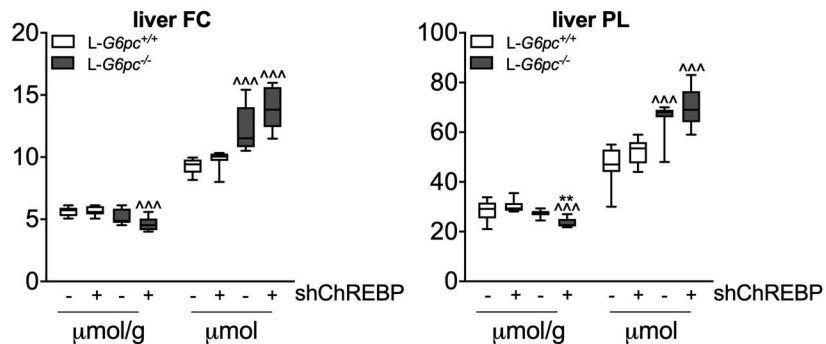 liver FC
20
15
10
5
0
L-G6pc+/+
L-G6pc-/-
^^^
^^^
^^^
- + - + - + - + shChREBP
μmol/g μmol
liver PL
100
80
60
40
20
0
L-G6pc+/+
L-G6pc-/-
^^^
^^^
**
^^^
- + - + - + - + shChREBP
μmol/g μmol